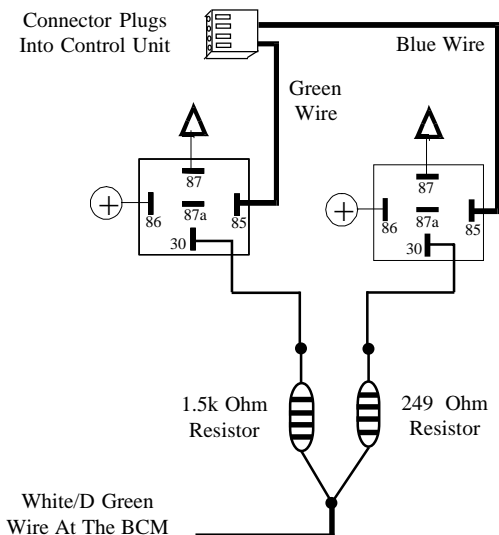 Connector Plugs
Into Control Unit
Blue Wire
Green
Wire
87
87a
86
85
30
87
87a
86
85
30
1.5k Ohm
Resistor
249 Ohm
Resistor
White/D Green
Wire At The BCM